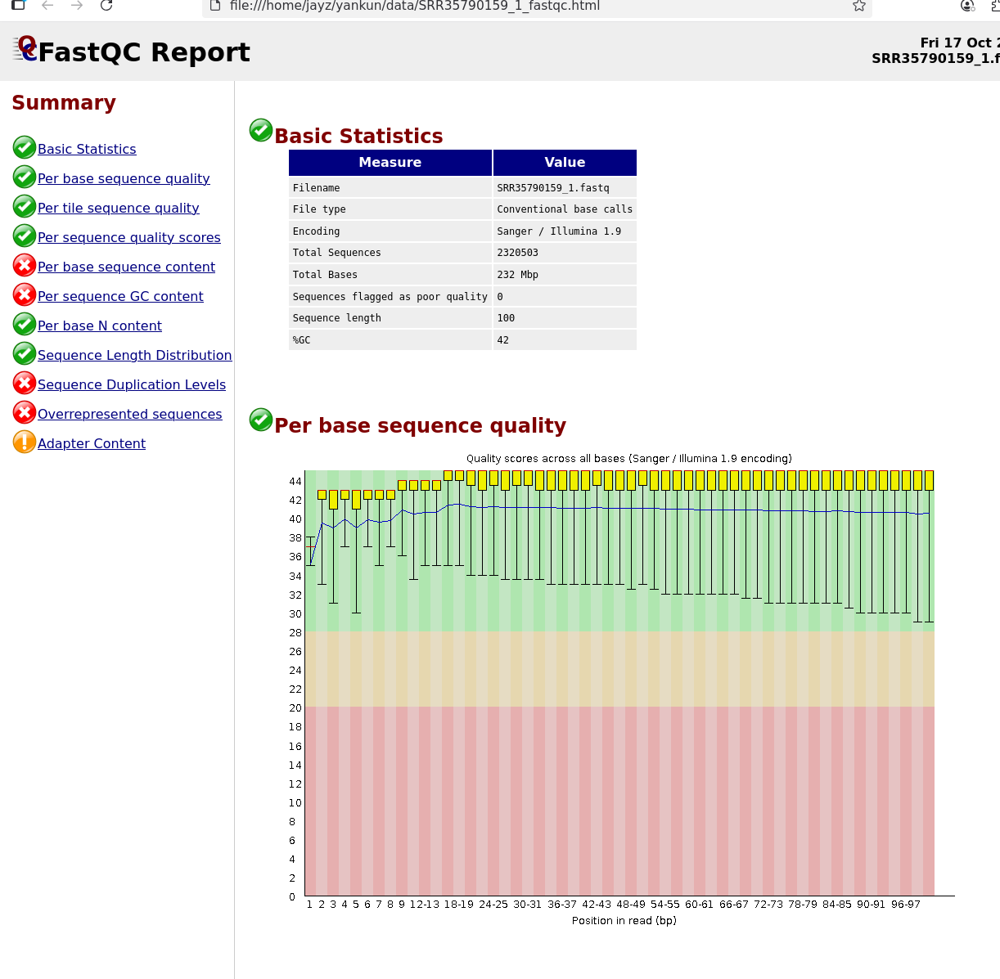 file:///home/jayz/yankun/data/SRR35790159_1_fastqc.html
FastQC Report
Fri 17 Oct 2
SRR35790159_1.f
Summary
Basic Statistics
Per base sequence quality
Per tile sequence quality
Per sequence quality scores
Per base sequence content
Per sequence GC content
Per base N content
Sequence Length Distribution
Sequence Duplication Levels
Overrepresented sequences
Adapter Content
Basic Statistics
Measure Value
Filename SRR35790159_1.fastq
File type Conventional base calls
Encoding Sanger / Illumina 1.9
Total Sequences 2320503
Total Bases 232 Mbp
Sequences flagged as poor quality 0
Sequence length 100
%GC 42
Per base sequence quality
Quality scores across all bases (Sanger / Illumina 1.9 encoding)
44
42
40
38
36
34
32
30
28
26
24
22
20
18
16
14
12
10
8
6
4
2
0
1 2 3 4 5 6 7 8 9 12-13 18-19 24-25 30-31 36-37 42-43 48-49 54-55 60-61 66-67 72-73 78-79 84-85 90-91 96-97
Position in read (bp)